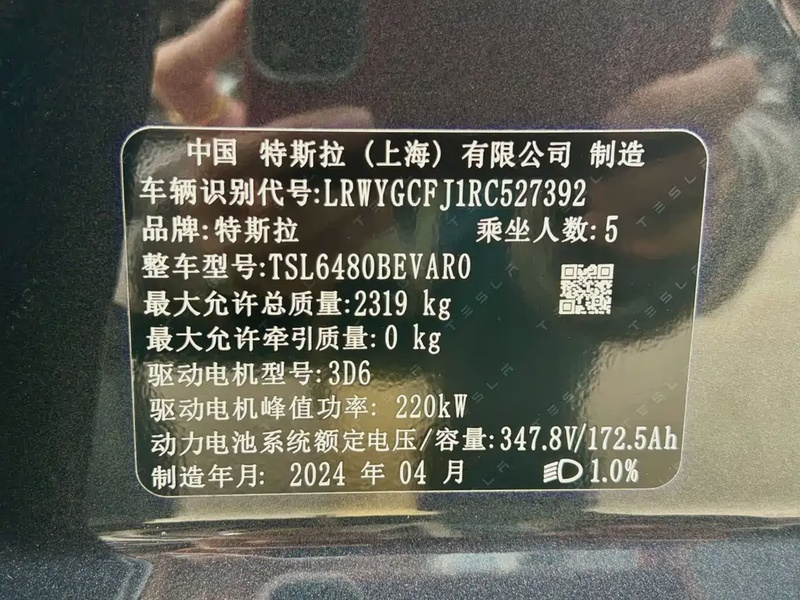 中国 特斯拉 (上海) 有限公司 制造
车辆识别代号:LRWYGCFJ1RC527392
品牌:特斯拉 乘坐人数:5
整车型号:TSL6480BEVAR0
最大允许总质量:2319 kg
最大允许牵引质量:0 kg
驱动电机型号:3D6
驱动电机峰值功率: 220kW
动力电池系统额定电压/容量:347.8V/172.5Ah
制造年月: 2024 年 04 月 1.0%
TESLA